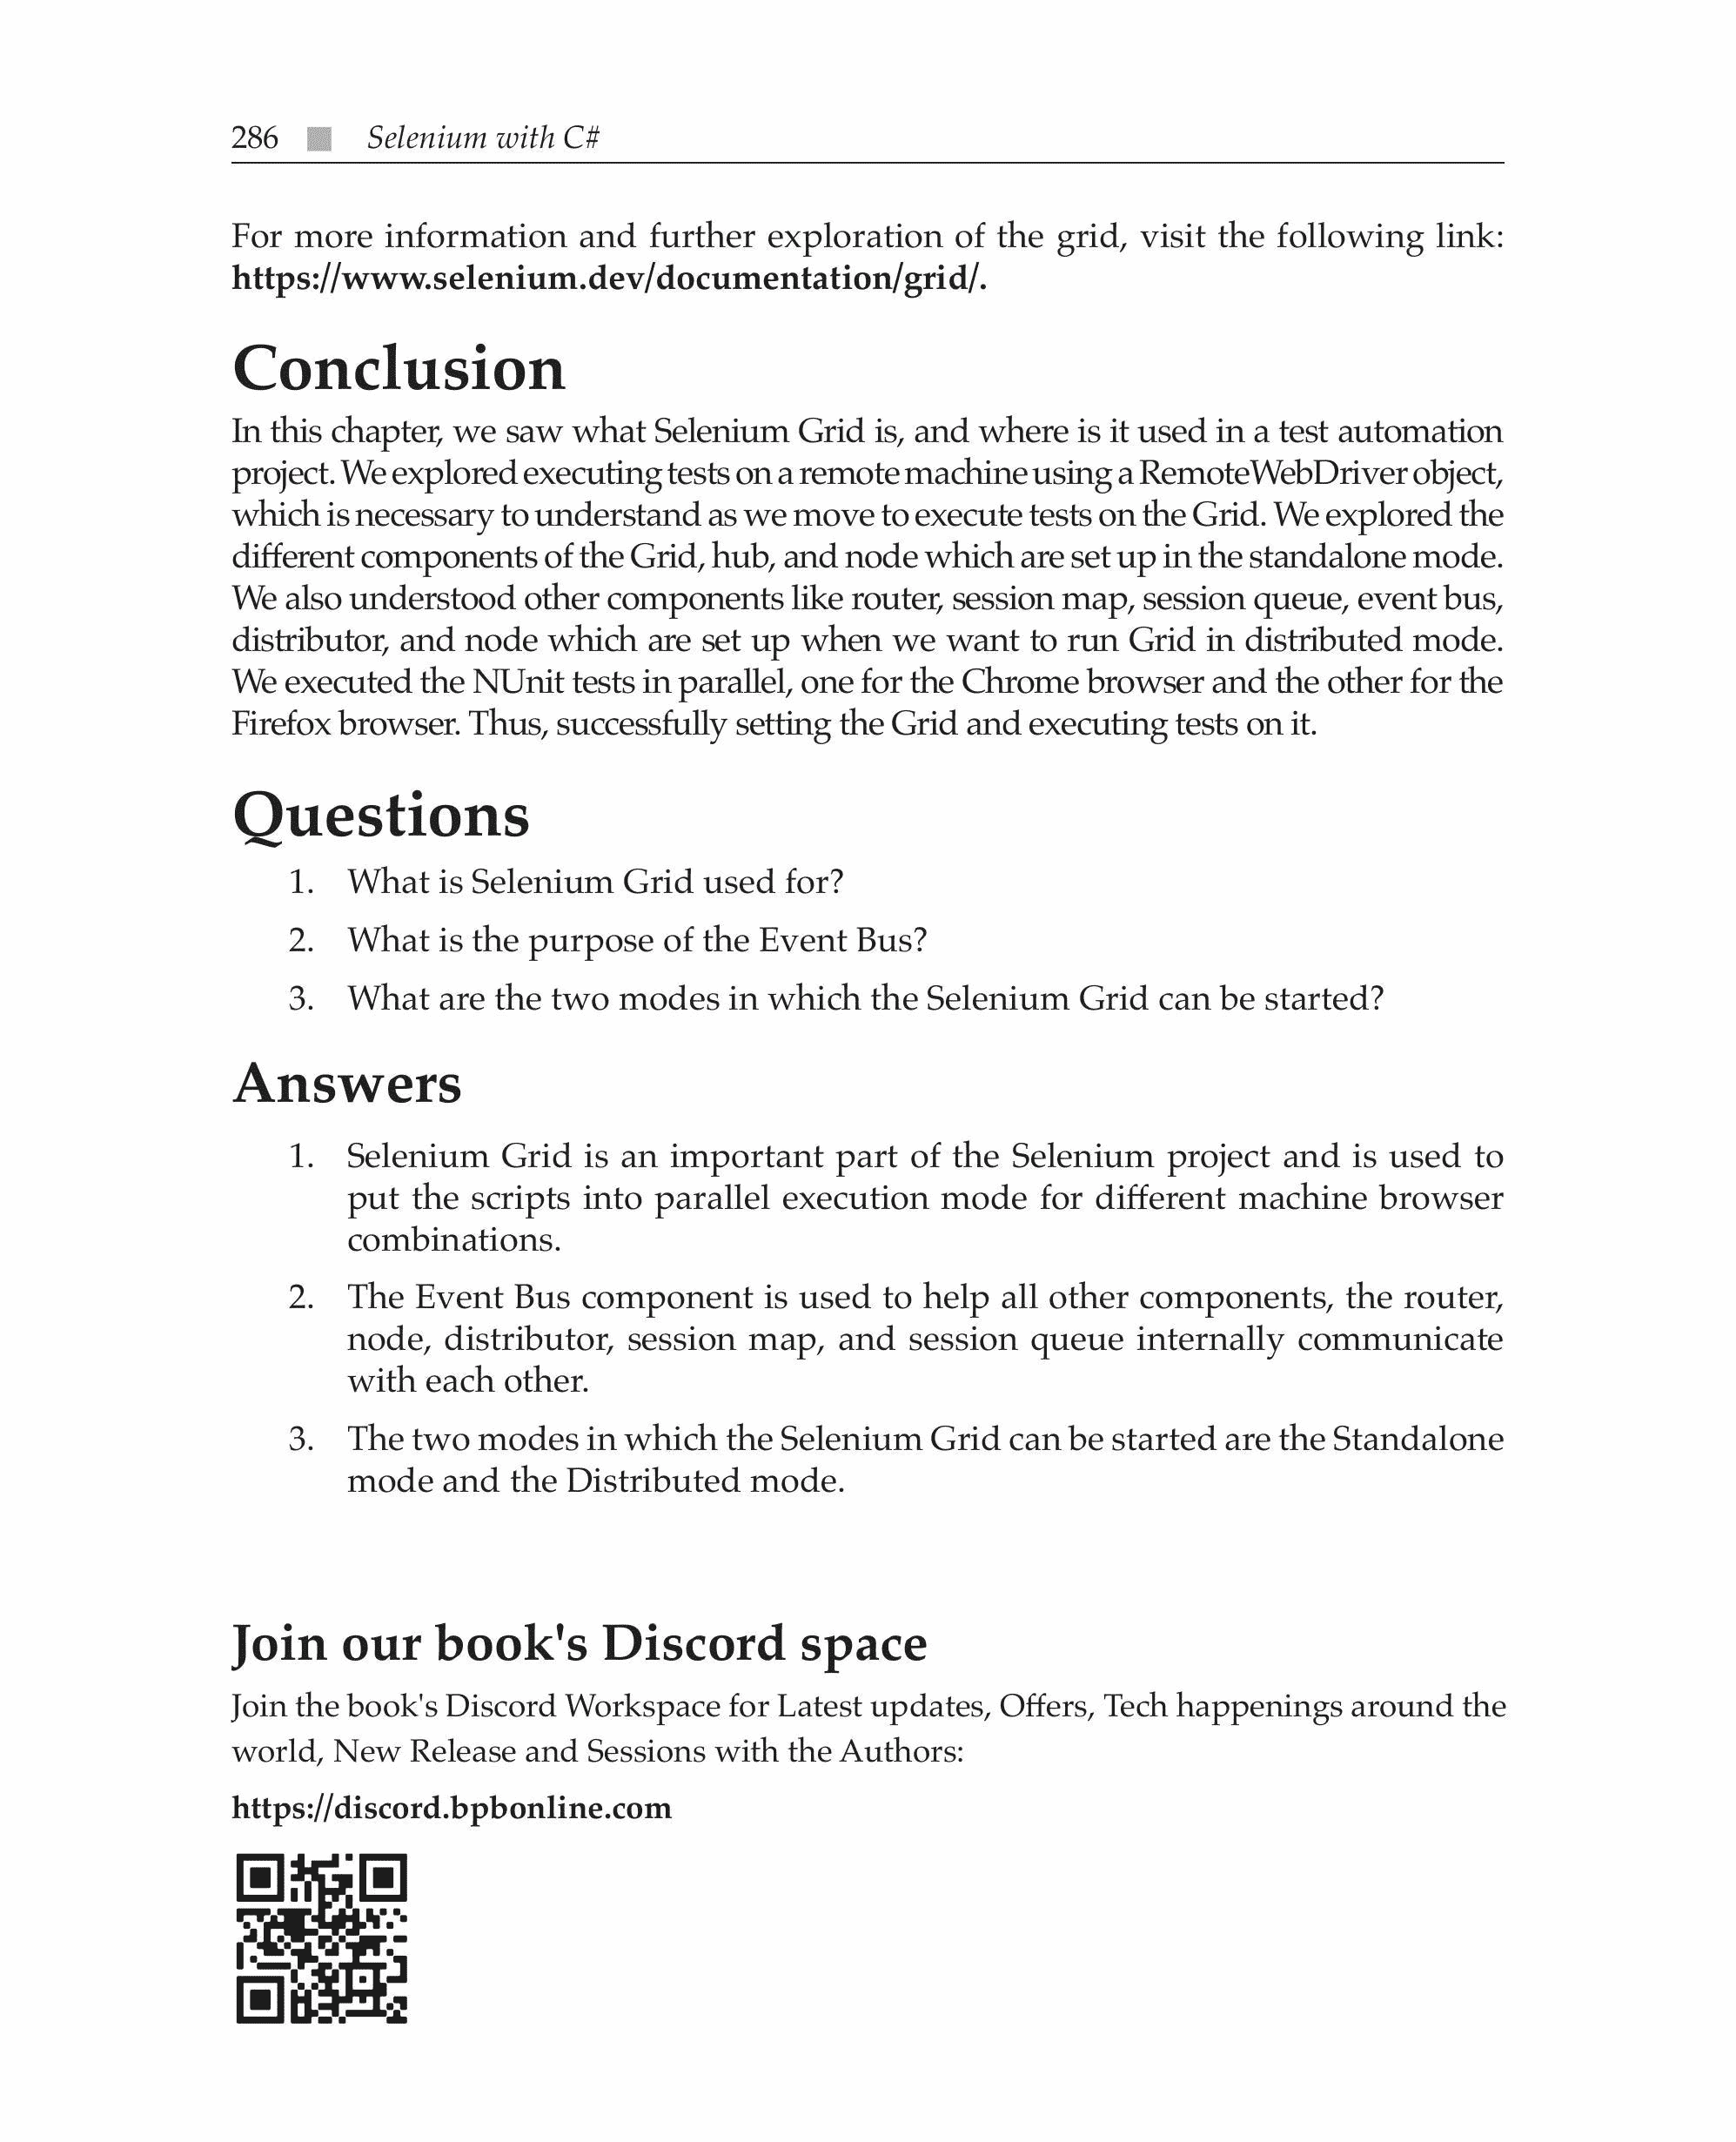 286 Selenium with C#
For more information and further exploration of the grid, visit the following link:
https://www.selenium.dev/documentation/grid/.
Conclusion
In this chapter, we saw what Selenium Grid is, and where is it used in a test automation
project. We explored executing tests on a remote machine using a RemoteWebDriver object,
which is necessary to understand as we move to execute tests on the Grid. We explored the
different components of the Grid, hub, and node which are set up in the standalone mode.
We also understood other components like router, session map, session queue, event bus,
distributor, and node which are set up when we want to run Grid in distributed mode.
We executed the NUnit tests in parallel, one for the Chrome browser and the other for the
Firefox browser. Thus, successfully setting the Grid and executing tests on it.
Questions
1. What is Selenium Grid used for?
2. What is the purpose of the Event Bus?
3. What are the two modes in which the Selenium Grid can be started?
Answers
1. Selenium Grid is an important part of the Selenium project and is used to
put the scripts into parallel execution mode for different machine browser
combinations.
2. The Event Bus component is used to help all other components, the router,
node, distributor, session map, and session queue internally communicate
with each other.
3. The two modes in which the Selenium Grid can be started are the Standalone
mode and the Distributed mode.
Join our book's Discord space
Join the book's Discord Workspace for Latest updates, Offers, Tech happenings around the
world, New Release and Sessions with the Authors:
https://discord.bpbonline.com